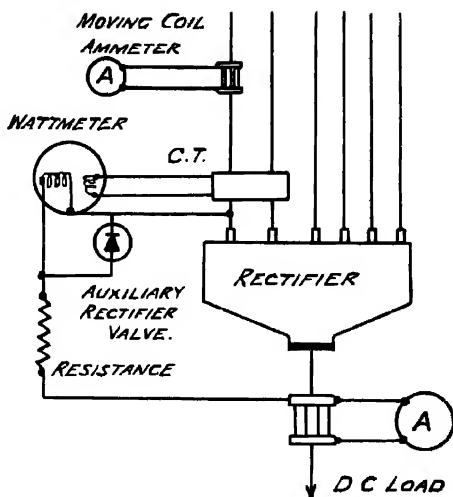 MOVING COIL
AMMETER
A
WATTMETER
C.T.
RECTIFIER
AUXILIARY
RECTIFIER
VALVE.
RESISTANCE
A
D C LOAD